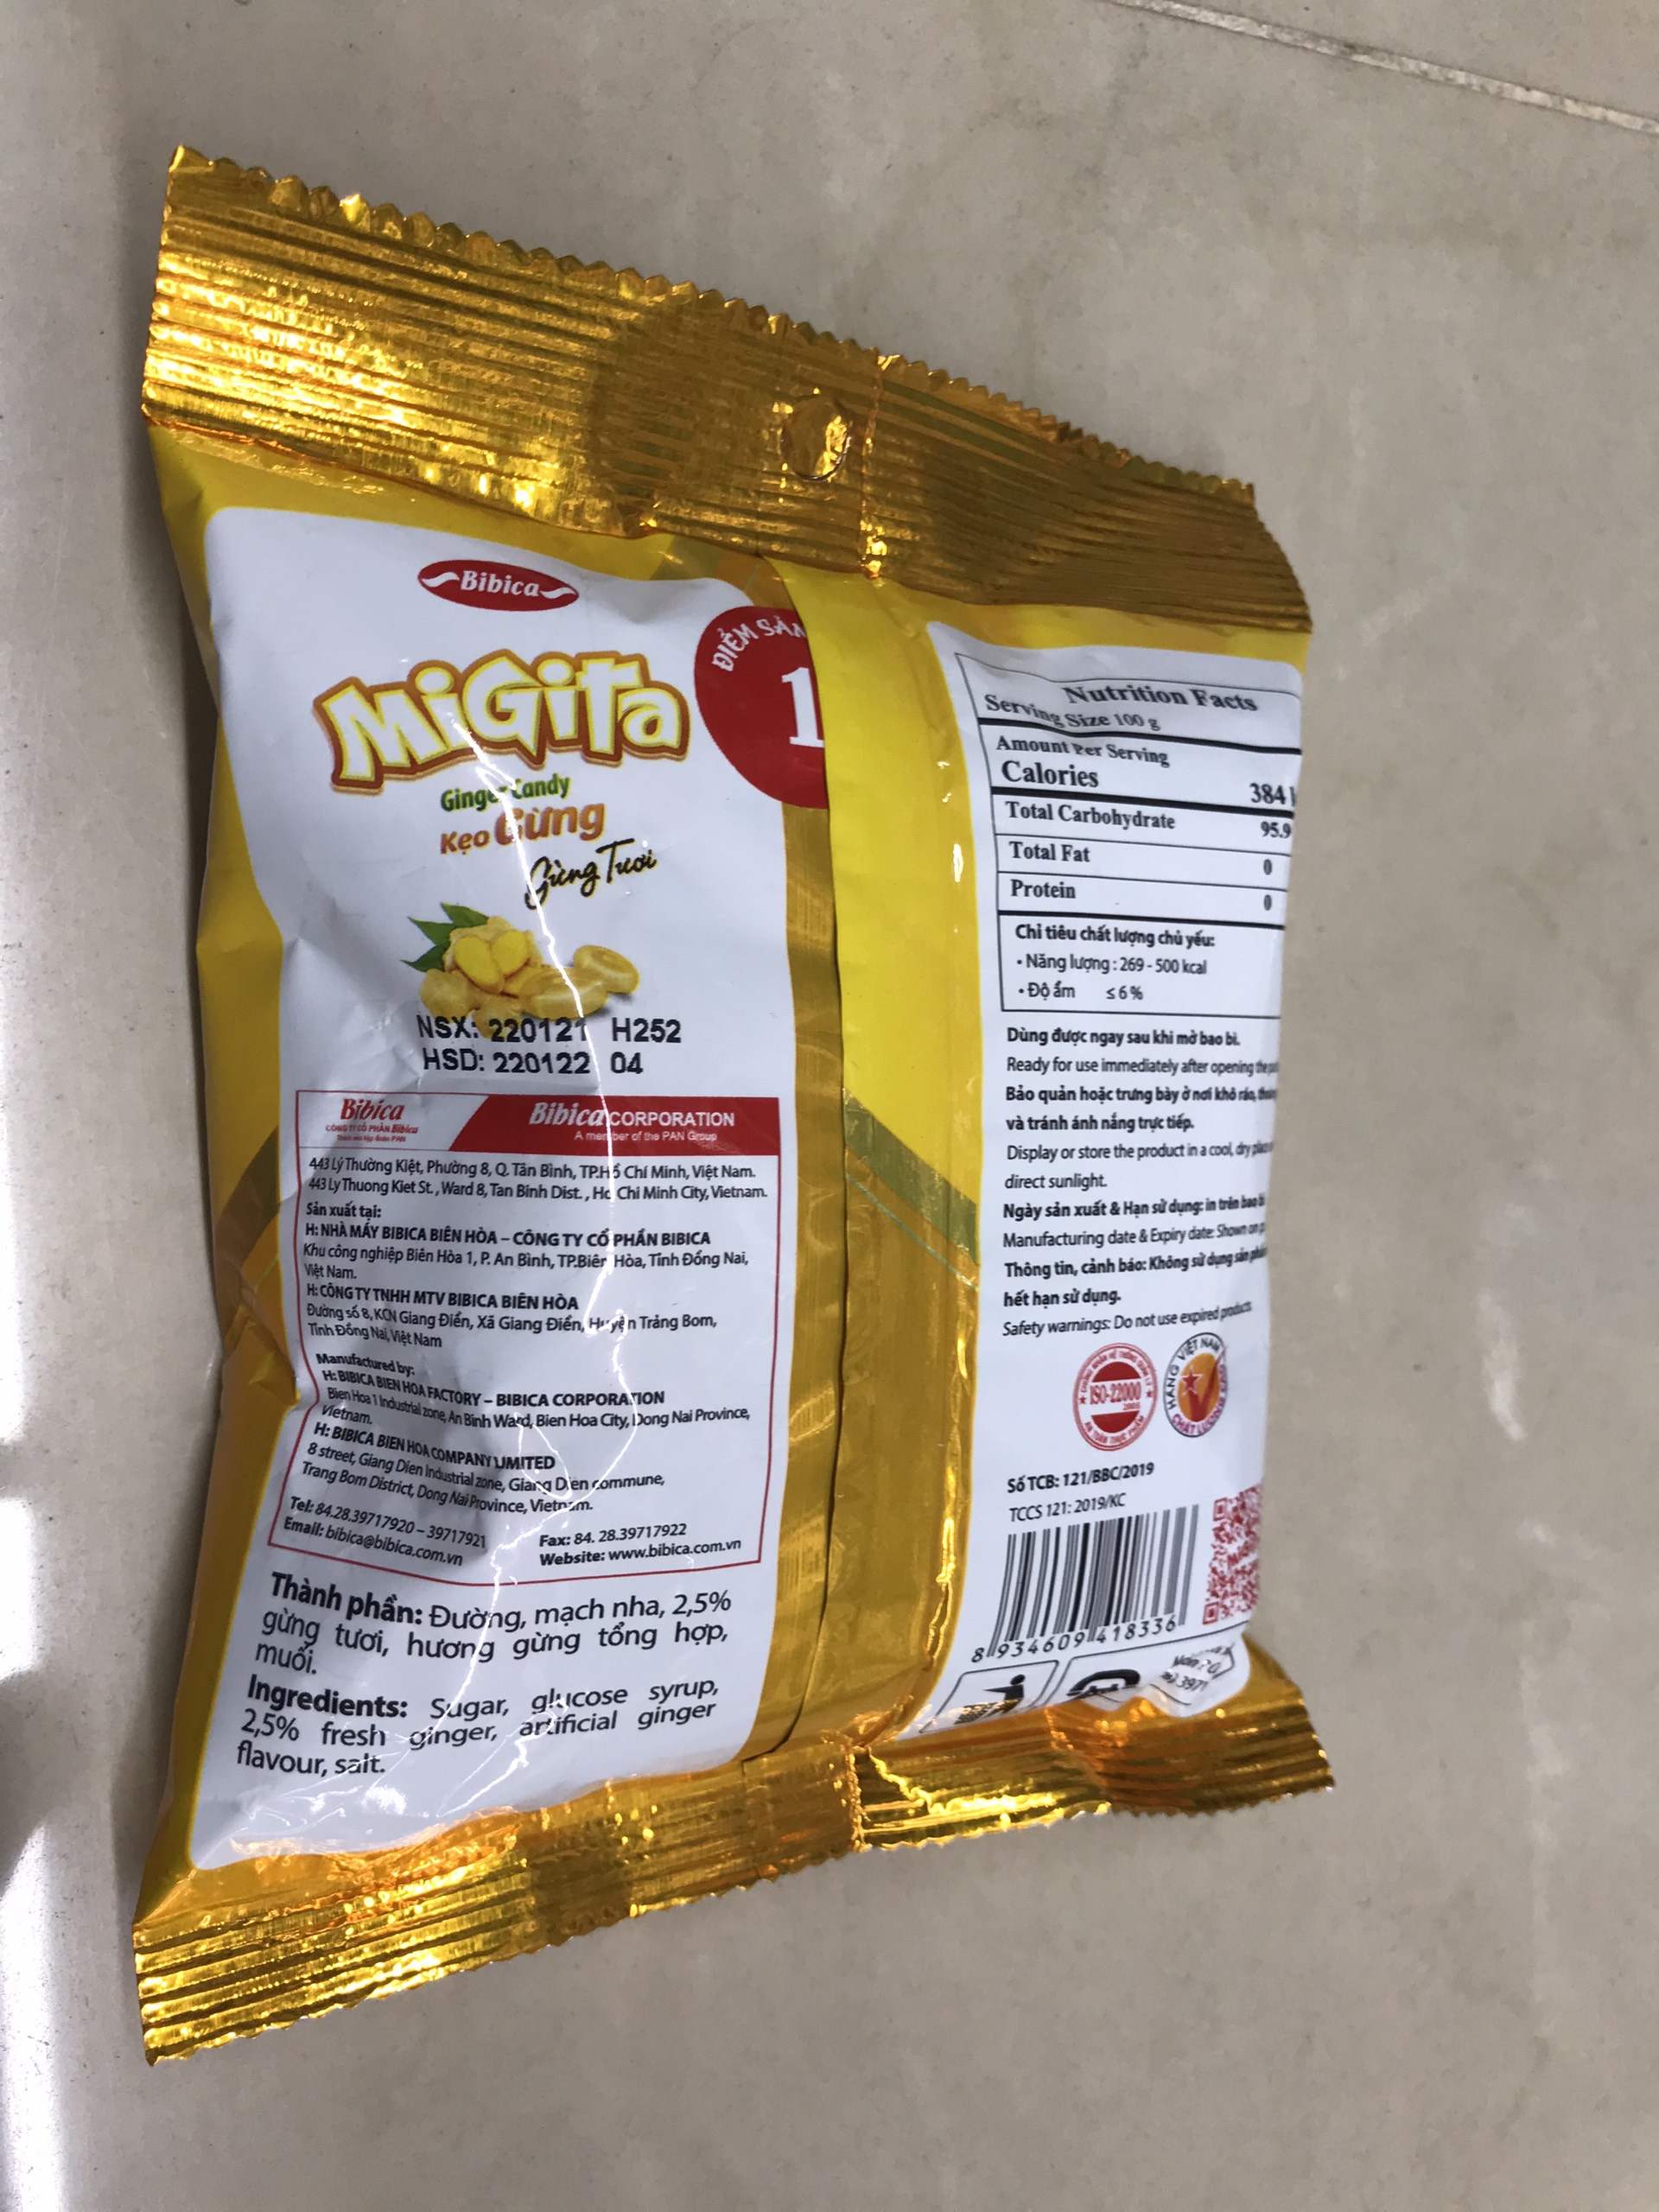 Bibica
MiGita
Ginger Candy
Kẹo Gừng
Gừng Tươi
NSX: 220121 H252
HSD: 220122 04
Bibica
CÔNG TY CỔ PHẦN Bibica
Bibica CORPORATION
A member of the PAN Group
443 Lý Thường Kiệt, Phường 8, Q. Tân Bình, TP.Hồ Chí Minh, Việt Nam.
443 Ly Thuong Kiet St., Ward 8, Tan Binh Dist., Ho Chi Minh City, Vietnam.
Sản xuất tại:
H: NHÀ MÁY BIBICA BIÊN HÒA – CÔNG TY CỔ PHẦN BIBICA
Khu công nghiệp Biên Hòa 1, P. An Bình, TP.Biên Hòa, Tỉnh Đồng Nai,
Việt Nam.
H: CÔNG TY TNHH MTV BIBICA BIÊN HÒA
Đường số 8, KCN Giang Điền, Xã Giang Điền, Huyện Trảng Bom,
Tỉnh Đồng Nai, Việt Nam
Manufactured by:
H: BIBICA BIEN HOA FACTORY – BIBICA CORPORATION
Bien Hoa 1 Industrial zone, An Binh Ward, Bien Hoa City, Dong Nai Province,
Vietnam.
H: BIBICA BIEN HOA COMPANY LIMITED
8 street, Giang Dien Industrial zone, Giang Dien commune,
Trang Bom District, Dong Nai Province, Vietnam.
Tel: 84.28.39717920 – 39717921 Fax: 84. 28.39717922
Email: bibica@bibica.com.vn Website: www.bibica.com.vn
Thành phần: Đường, mạch nha, 2,5%
gừng tươi, hương gừng tổng hợp,
muối.
Ingredients: Sugar, glucose syrup,
2,5% fresh ginger, artificial ginger
flavour, salt.
ĐIỂM
1
Nutrition Facts
Serving Size 100 g
Amount Per Serving
Calories 384
Total Carbohydrate 95.9
Total Fat 0
Protein 0
Chỉ tiêu chất lượng chủ yếu:
• Năng lượng : 269 - 500 kcal
• Độ ẩm ≤ 6 %
Dùng được ngay sau khi mở bao bì.
Ready for use immediately after opening the
Bảo quản hoặc trưng bày ở nơi khô ráo,
và tránh ánh nắng trực tiếp.
Display or store the product in a cool, dry place
direct sunlight.
Ngày sản xuất & Hạn sử dụng: in trên bao bì
Manufacturing date & Expiry date: Shown on
Thông tin, cảnh báo: Không sử dụng sản phẩm
hết hạn sử dụng.
Safety warnings: Do not use expired products
ISO-22000
HÀNG VIỆT NAM
CHẤT LƯỢNG CAO
Số TCB: 121/BBC/2019
TCCS 121: 2019/KC
8 934609 418336